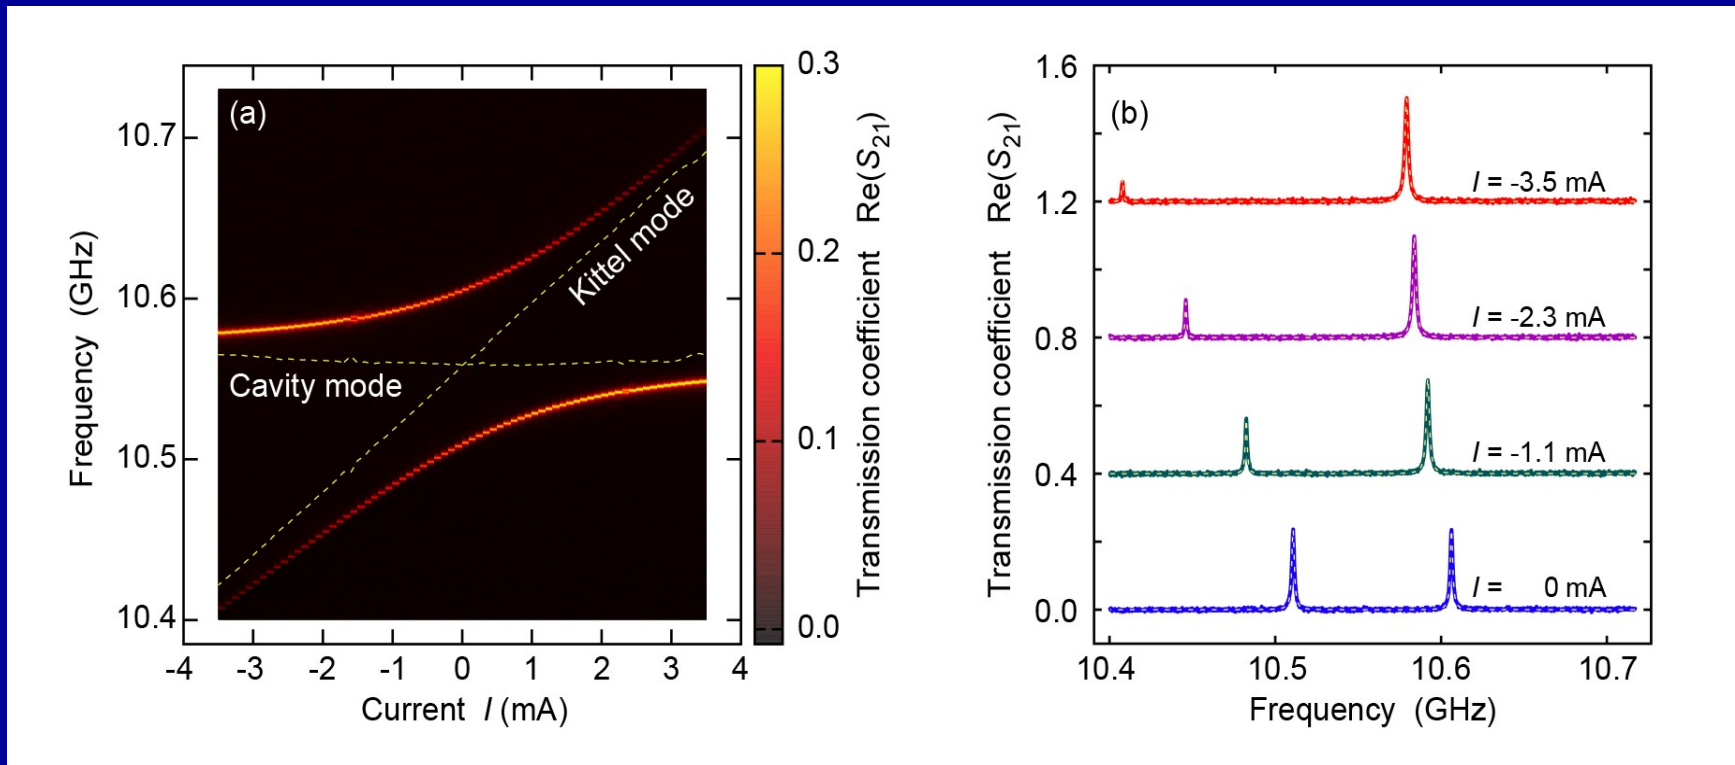 (a)
10.7
10.6
10.5
10.4
Frequency (GHz)
Kittel mode
Cavity mode
-4 -3 -2 -1 0 1 2 3 4
Current I (mA)
0.3
0.2
0.1
0.0
Transmission coefficient Re(S21)
(b)
1.6
1.2
0.8
0.4
0.0
Transmission coefficient Re(S21)
I = -3.5 mA
I = -2.3 mA
I = -1.1 mA
I = 0 mA
10.4 10.5 10.6 10.7
Frequency (GHz)